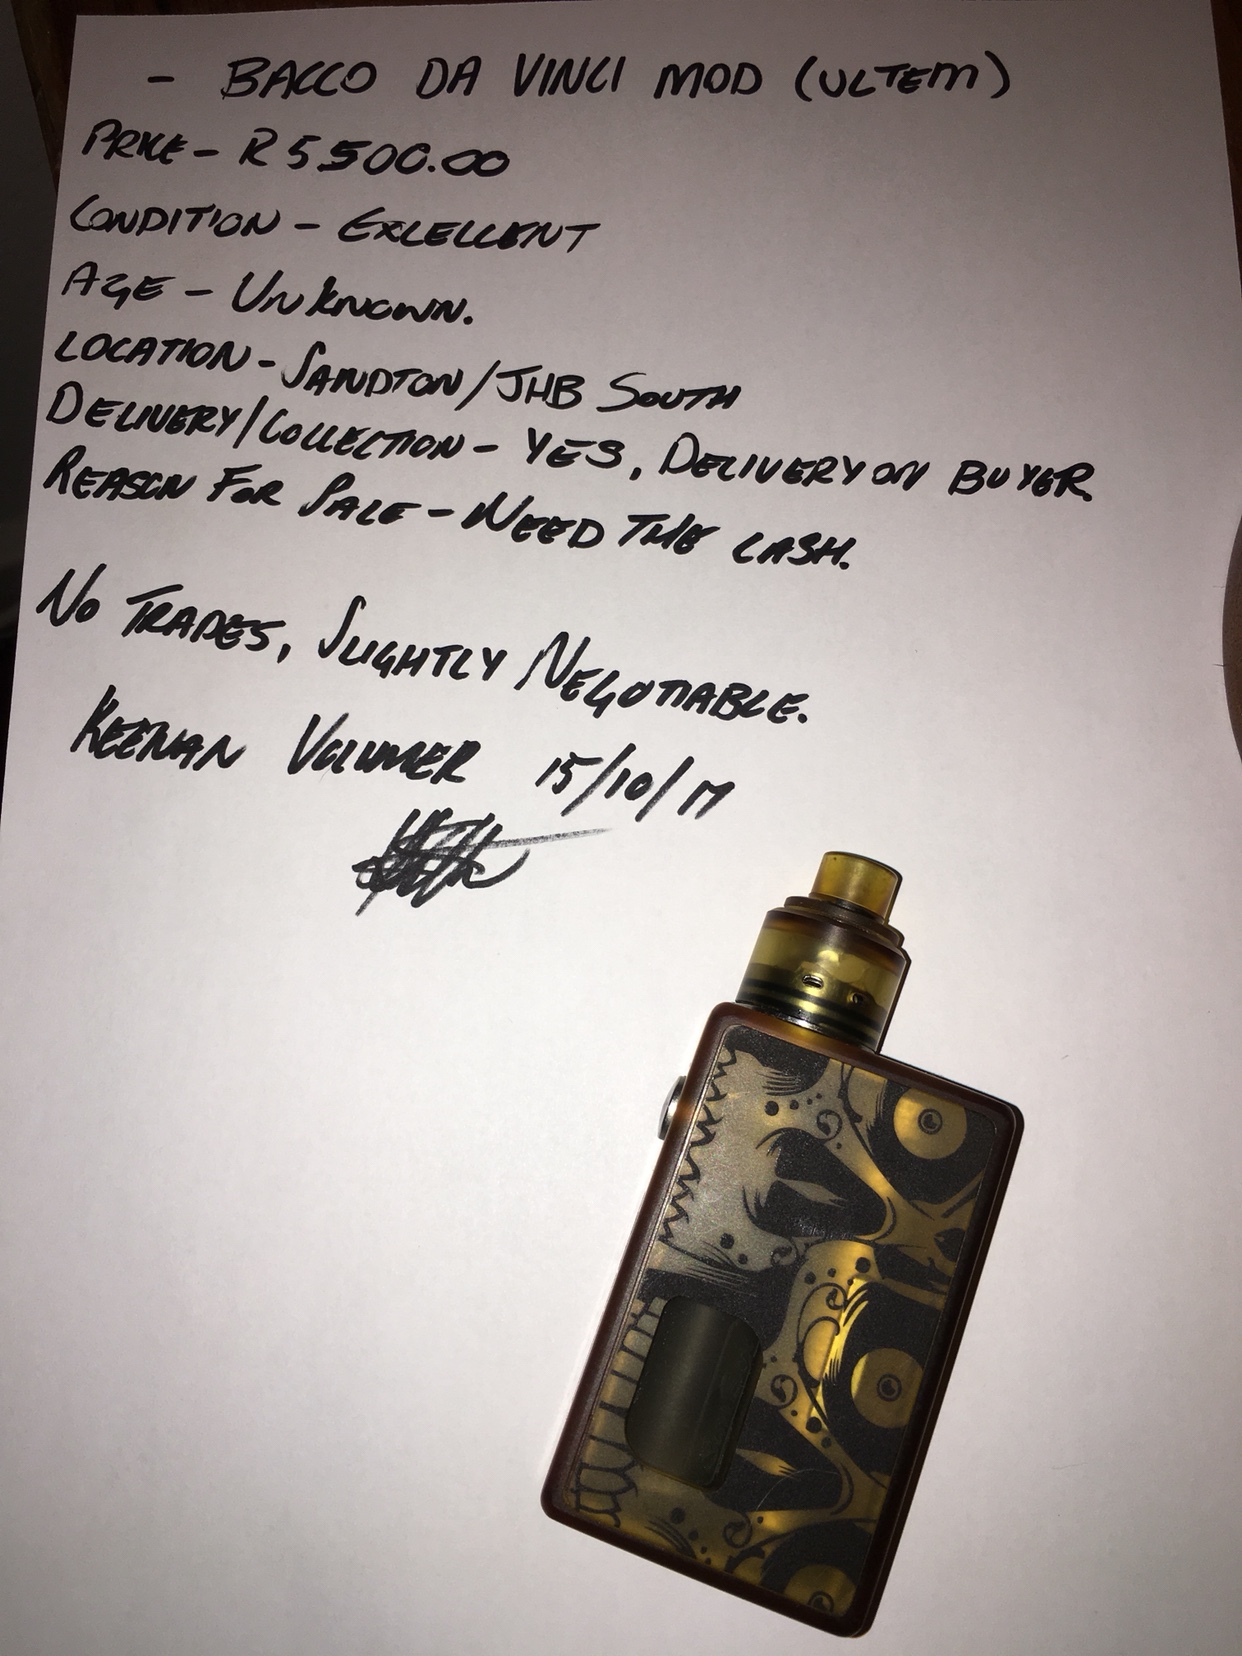 - BACCO DA VINCI MOD (ULTEM)
PRICE - R5500.00
CONDITION - EXCELLENT
AGE - UNKNOWN.
LOCATION - SANDTON/JHB SOUTH
DELIVERY/COLLECTION - YES, DELIVERY ON BUYER.
REASON FOR SALE - NEED THE CASH.
NO TRADES, SLIGHTLY NEGOTIABLE.
KEENAN 15/10/17